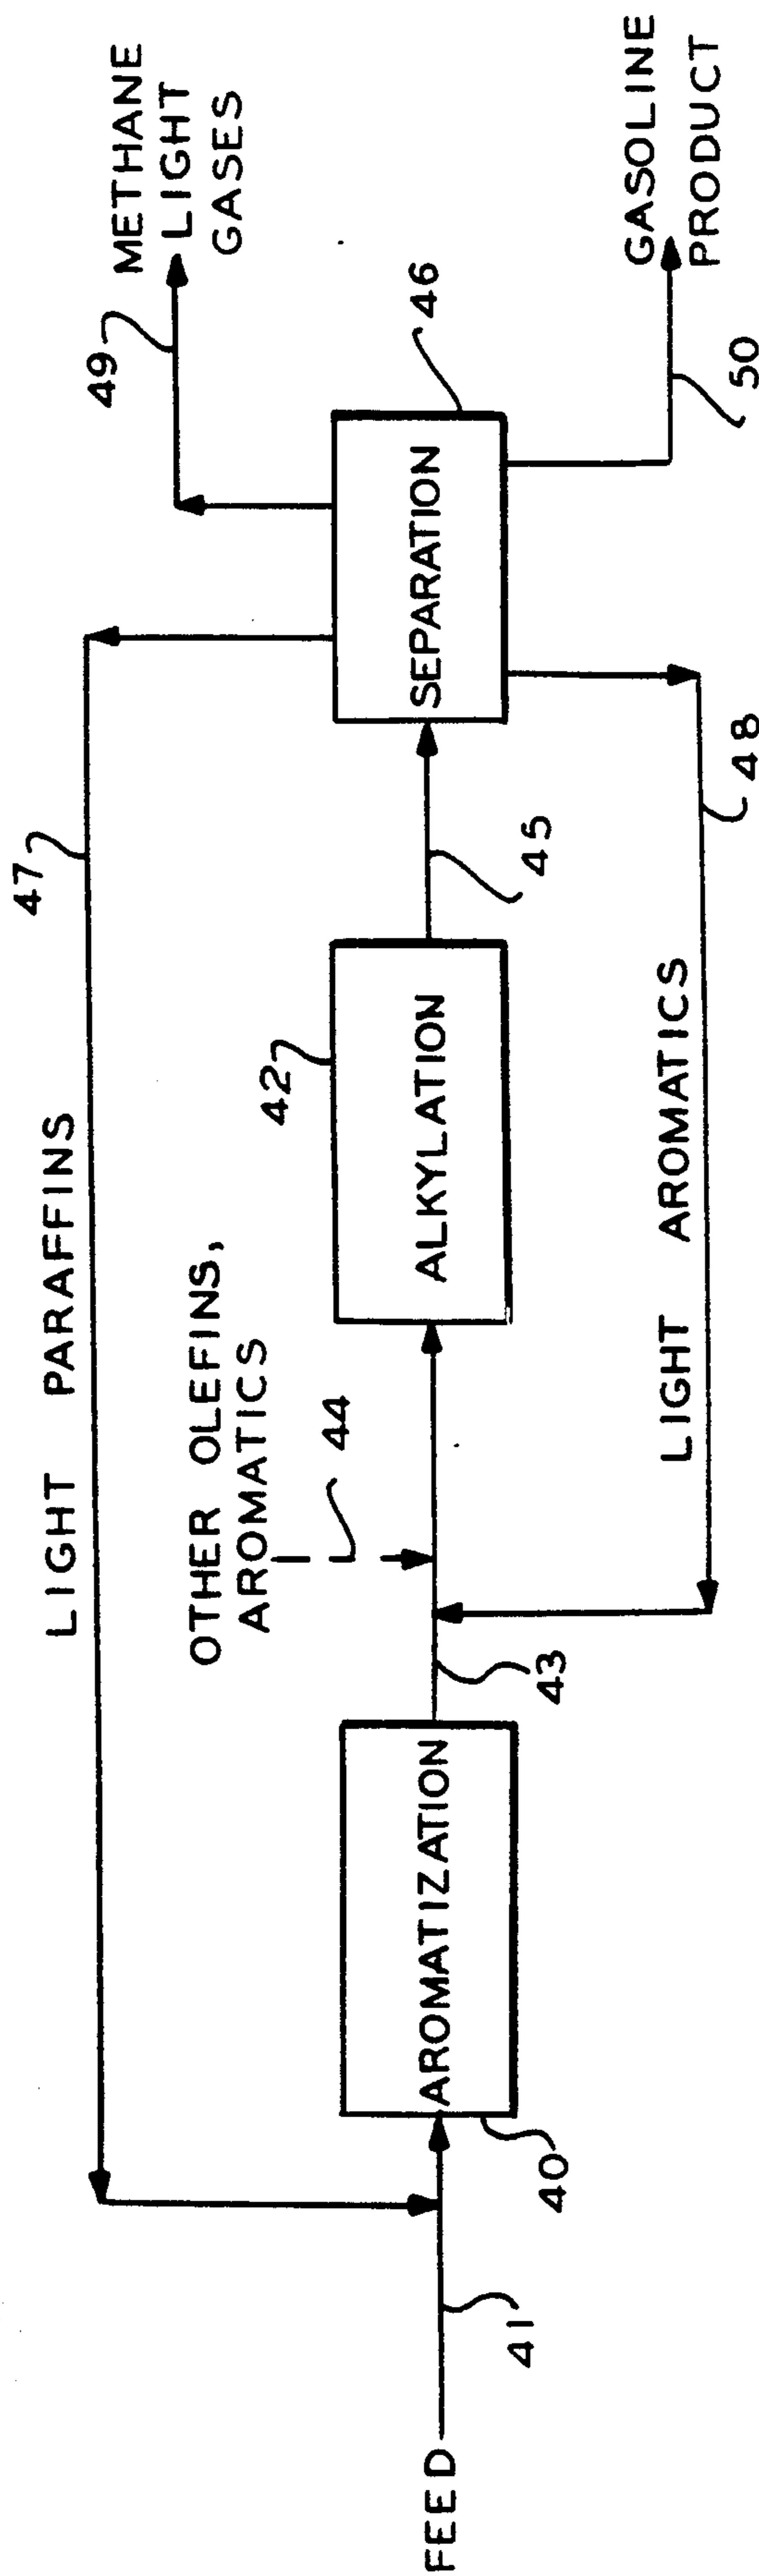 47
LIGHT PARAFFINS
49
METHANE
LIGHT
GASES
OTHER OLEFINS,
AROMATICS
44
42
46
FEED
41
AROMATIZATION
40
43
ALKYLATION
45
SEPARATION
LIGHT AROMATICS
48
GASOLINE
PRODUCT
50